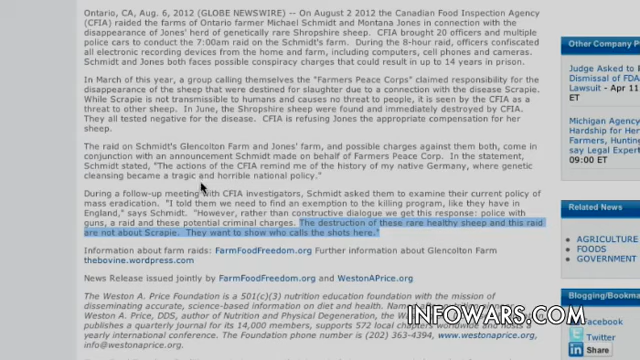 Ontario, CA, Aug. 6, 2012 (GLOBE NEWSWIRE) -- On August 2 2012 the Canadian Food Inspection Agency
(CFIA) raided the farms of Ontario farmer Michael Schmidt and Montana Jones in connection with the
disappearance of Jones' herd of genetically rare Shropshire sheep. CFIA brought 20 officers and multiple
police cars to conduct the 7:00am raid on the Schmidt's farm. During the 8-hour raid, officers confiscated
all electronic recording devices from the home and farm, including computers, cell phones and cameras.
Schmidt and Jones both faces possible conspiracy charges that could result in up to 14 years in prison.
In March of this year, a group calling themselves the "Farmers Peace Corps" claimed responsibility for the
disappearance of the sheep that were destined for slaughter due to a connection with the disease Scrapie.
While Scrapie is not transmissible to humans and causes no threat to people, it is seen by the CFIA as a
threat to other sheep. In June, the Shropshire sheep were found and immediately destroyed by CFIA.
They all tested negative for the disease. CFIA is refusing Jones the appropriate compensation for her
sheep.
The raid on Schmidt's Glencolton Farm and Jones' farm, and possible charges against them both, come in
conjunction with an announcement Schmidt made on behalf of Farmers Peace Corp. In the statement,
Schmidt stated, "The actions of the CFIA remind me of the history of my native Germany, where genetic
cleansing became a tragic and horrible national policy."
During a follow-up meeting with CFIA investigators, Schmidt asked them to examine their current policy of
mass eradication. "I told them we need to find an exemption to the killing program, like they have in
England," says Schmidt. "However, rather than constructive dialogue we get this response: police with
guns, a raid and these potential criminal charges. The destruction of these rare healthy sheep and this raid
are not about Scrapie. They want to show who calls the shots here."
Information about farm raids: FarmFoodFreedom.org Further information about Glencolton Farm
thebovine.wordpress.com
News Release issued jointly by FarmFoodFreedom.org and WestonAPrice.org
The Weston A. Price Foundation is a 501(c)(3) nutrition education foundation with the mission of
disseminating accurate, science-based information on diet and health. Named after
Weston A. Price, DDS, author of Nutrition and Physical Degeneration, the W
publishes a quarterly journal for its 14,000 members, supports 572 local chapters worldwide and hosts a
yearly international conference. The Foundation phone number is (202) 363-4394, www.westonaprice.org,
info@westonaprice.org.
Other Company P
Judge Asked to
Dismissal of FDA
Lawsuit - Apr 11
ET
Michigan Agency
Hardship for He
Farmers, Huntin
say Legal Expert
09:00 ET
Related News
AGRICULTURE
FOODS
GOVERNMENT
Blogging/Bookma
Facebook
Twitter
in Share
INFOWARS.COM